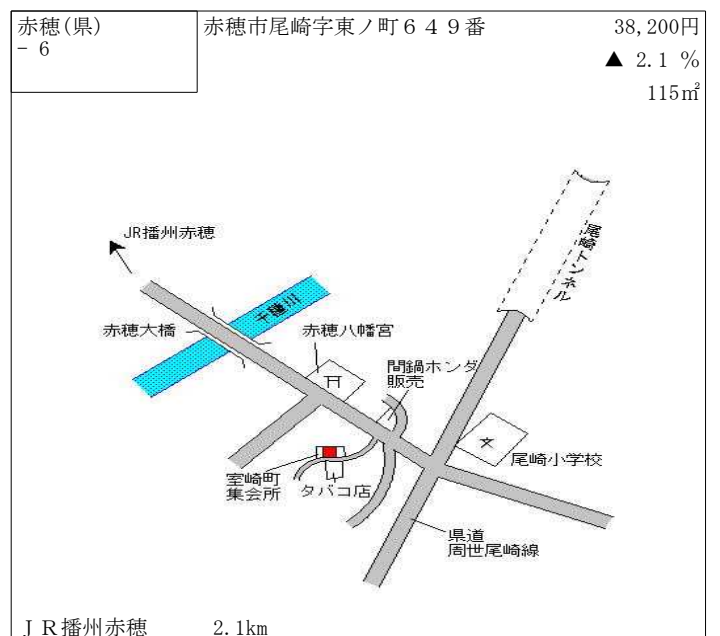 赤穂(県)
－6
赤穂市尾崎字東ノ町６４９番
38,200円
▲ 2.1 %
115㎡
JR播州赤穂
尾崎トンネル
千種川
赤穂大橋
赤穂八幡宮
間鍋ホンダ
販売
尾崎小学校
室崎町
集会所
タバコ店
県道
周世尾崎線
ＪＲ播州赤穂 2.1km